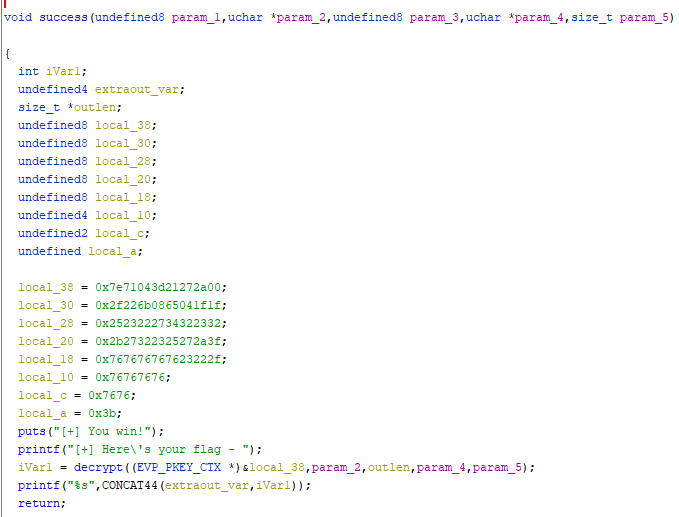 void success(undefined8 param_1,uchar *param_2,undefined8 param_3,uchar *param_4,size_t param_5)
{
int iVar1;
undefined4 extraout_var;
size_t *outlen;
undefined8 local_38;
undefined8 local_30;
undefined8 local_28;
undefined8 local_20;
undefined8 local_18;
undefined4 local_10;
undefined2 local_c;
undefined local_a;
local_38 = 0x7e71043d21272a00;
local_30 = 0x2f226b0865041f1f;
local_28 = 0x2523222734322332;
local_20 = 0x2b27322325272a3f;
local_18 = 0x767676767623222f;
local_10 = 0x76767676;
local_c = 0x7676;
local_a = 0x3b;
puts("[+] You win!");
printf("[+] Here\'s your flag - ");
iVar1 = decrypt((EVP_PKEY_CTX *)&local_38,param_2,outlen,param_4,param_5);
printf("%s",CONCAT44(extraout_var,iVar1));
return;